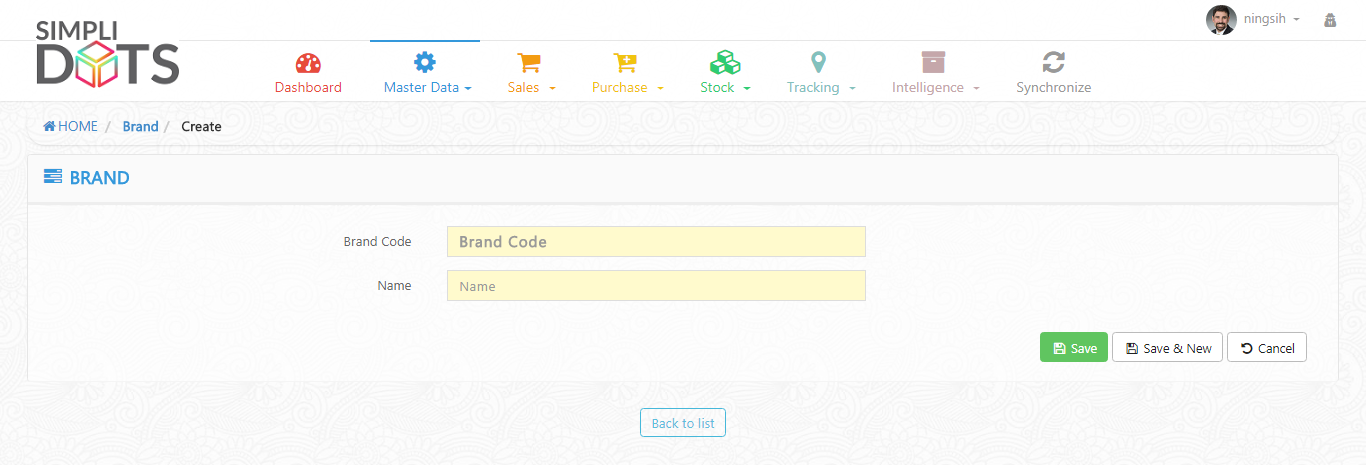 ningsih
SIMPLI
DOTS
Dashboard Master Data Sales Purchase Stock Tracking Intelligence Synchronize
HOME / Brand / Create
BRAND
Brand Code Brand Code
Name Name
Save Save & New Cancel
Back to list